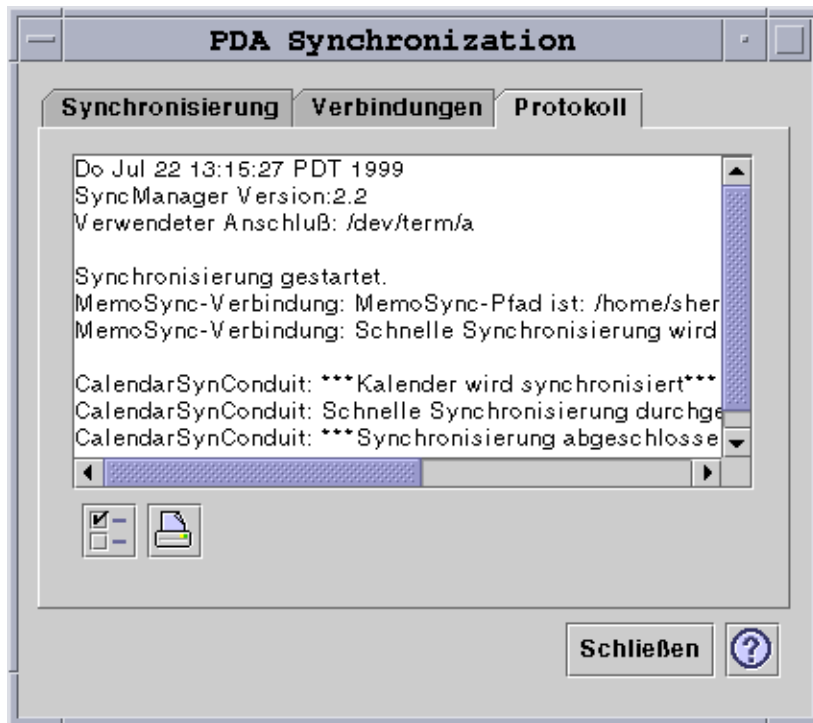 PDA Synchronization
Synchronisierung Verbindungen Protokoll
Do Jul 22 13:15:27 PDT 1999
SyncManager Version:2.2
Verwendeter Anschluß: /dev/term/a
Synchronisierung gestartet.
MemoSync-Verbindung: MemoSync-Pfad ist: /home/sher
MemoSync-Verbindung: Schnelle Synchronisierung wird
CalendarSynConduit: ***Kalender wird synchronisiert***
CalendarSynConduit: Schnelle Synchronisierung durchge
CalendarSynConduit: ***Synchronisierung abgeschlosse
Schließen